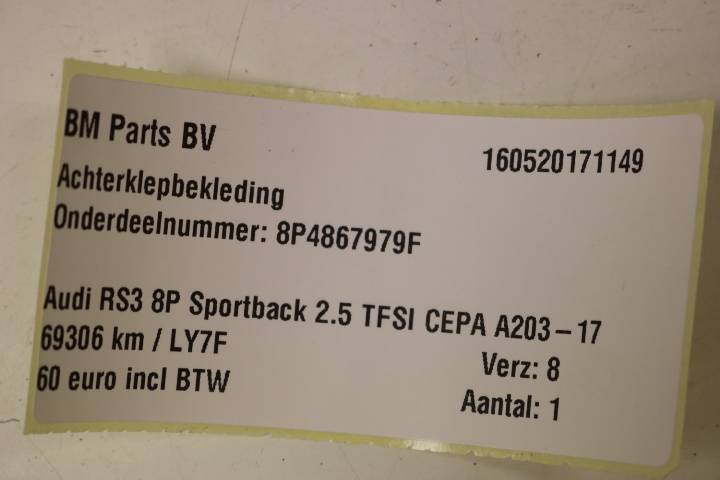 BM Parts BV
160520171149
Achterklepbekleding
Onderdeelnummer: 8P4867979F
Audi RS3 8P Sportback 2.5 TFSI CEPA A203-17
69306 km / LY7F
Verz: 8
60 euro incl BTW
Aantal: 1